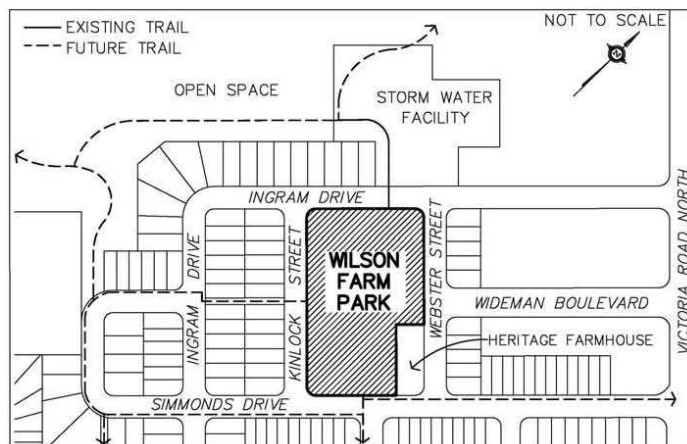 EXISTING TRAIL
FUTURE TRAIL
NOT TO SCALE
OPEN SPACE
STORM WATER
FACILITY
INGRAM DRIVE
INGRAM DRIVE
KINLOCK STREET
WILSON
FARM
PARK
WEBSTER STREET
VICTORIA ROAD NORTH
WIDEMAN BOULEVARD
HERITAGE FARMHOUSE
SIMMONDS DRIVE